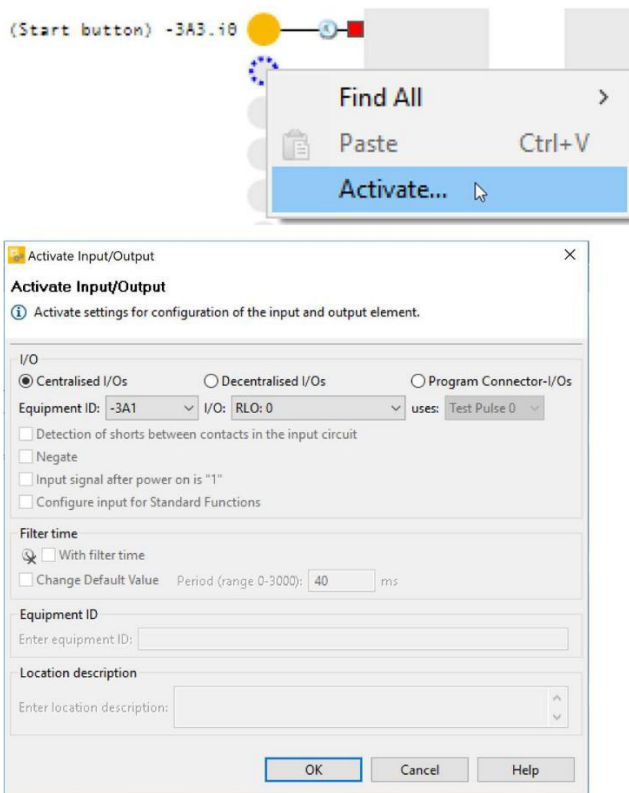 (Start button) -3A3.i0
Find All
Paste Ctrl+V
Activate...
Activate Input/Output
Activate Input/Output
Activate settings for configuration of the input and output element.
I/O
Centralised I/Os Decentralised I/Os Program Connector-I/Os
Equipment ID: -3A1 I/O: RLO: 0 uses: Test Pulse 0
Detection of shorts between contacts in the input circuit
Negate
Input signal after power on is "1"
Configure input for Standard Functions
Filter time
With filter time
Change Default Value Period (range 0-3000): 40 ms
Equipment ID
Enter equipment ID:
Location description
Enter location description:
OK Cancel Help